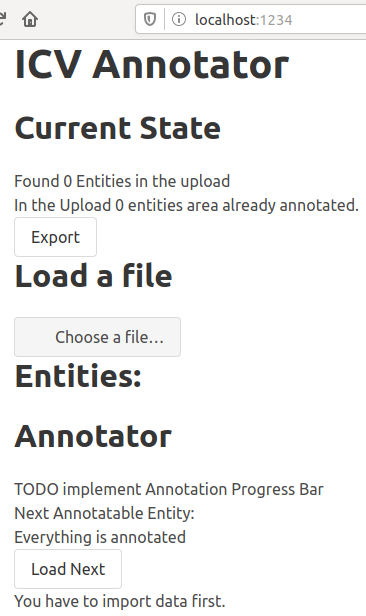 localhost:1234
ICV Annotator
Current State
Found 0 Entities in the upload
In the Upload 0 entities area already annotated.
Export
Load a file
Choose a file…
Entities:
Annotator
TODO implement Annotation Progress Bar
Next Annotatable Entity:
Everything is annotated
Load Next
You have to import data first.